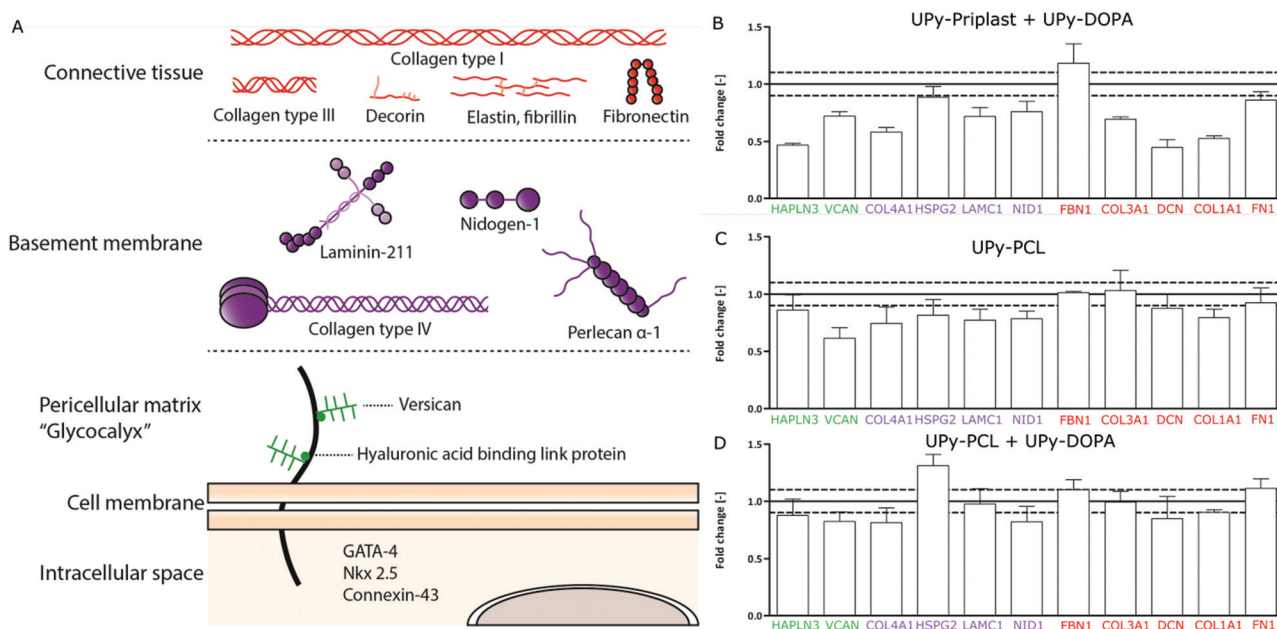 A
Connective tissue
Collagen type I
Collagen type III
Decorin
Elastin, fibrillin
Fibronectin
Basement membrane
Laminin-211
Nidogen-1
Collagen type IV
Perlecan α-1
Pericellular matrix
"Glycocalyx"
Versican
Hyaluronic acid binding link protein
Cell membrane
Intracellular space
GATA-4
Nkx 2.5
Connexin-43
B
UPy-Priplast + UPy-DOPA
Fold change [-]
1.5
1.0
0.5
0.0
HAPLN3 VCAN COL4A1 HSPG2 LAMC1 NID1 FBN1 COL3A1 DCN COL1A1 FN1
C
UPy-PCL
Fold change [-]
1.5
1.0
0.5
0.0
HAPLN3 VCAN COL4A1 HSPG2 LAMC1 NID1 FBN1 COL3A1 DCN COL1A1 FN1
D
UPy-PCL + UPy-DOPA
Fold change [-]
1.5
1.0
0.5
0.0
HAPLN3 VCAN COL4A1 HSPG2 LAMC1 NID1 FBN1 COL3A1 DCN COL1A1 FN1